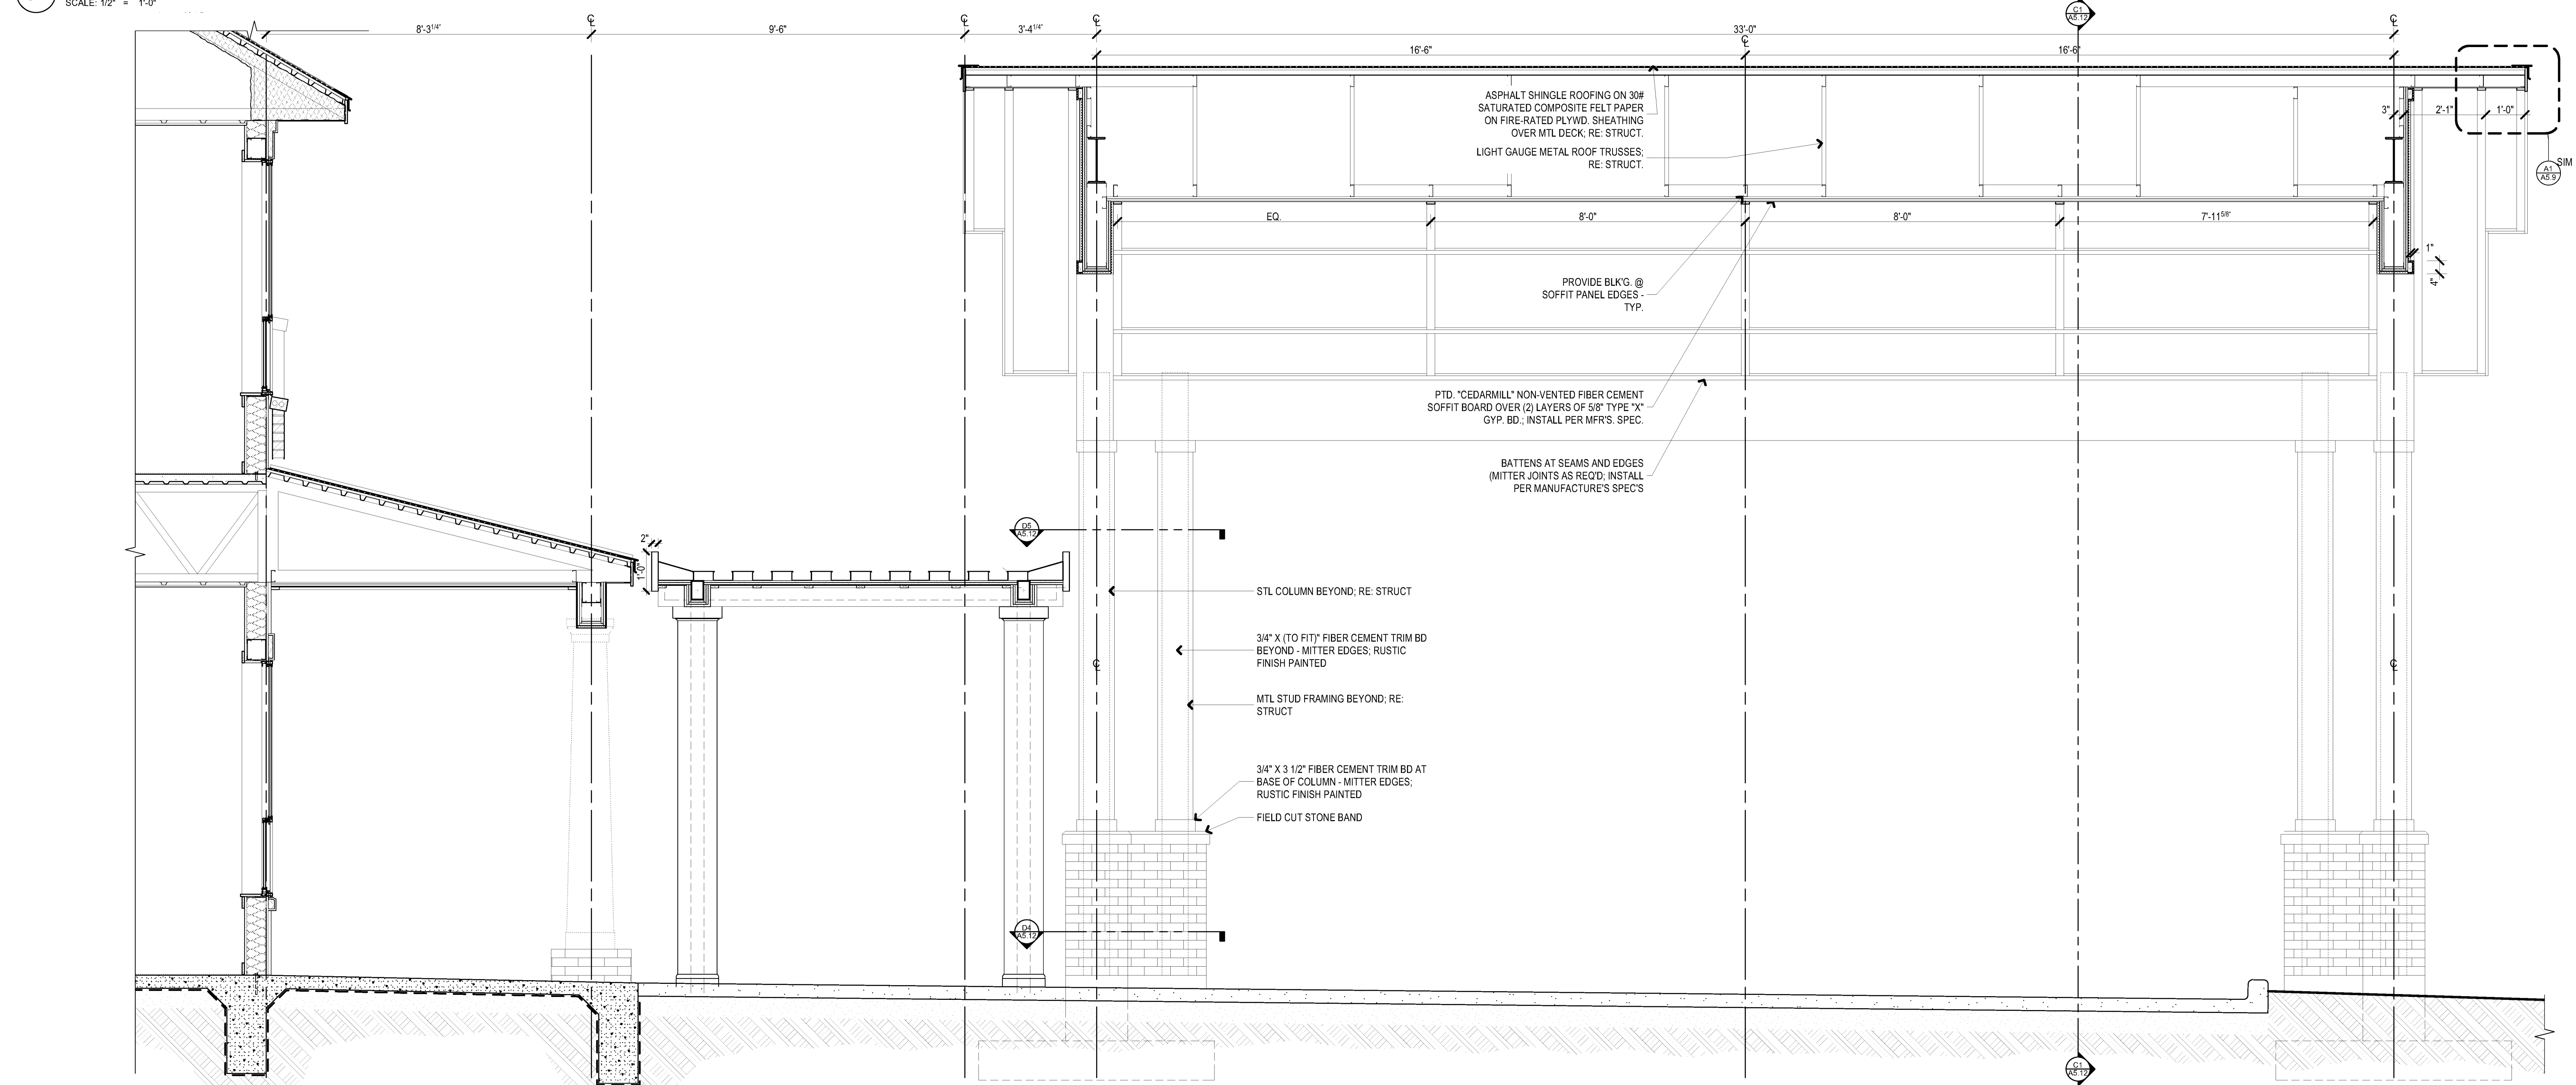 SCALE: 1/2" = 1'-0"
C1
A5.12
8'-3 1/4"
9'-6"
3'-4 1/4"
33'-0"
16'-6"
16'-6"
ASPHALT SHINGLE ROOFING ON 30#
SATURATED COMPOSITE FELT PAPER
ON FIRE-RATED PLYWD. SHEATHING
OVER MTL DECK; RE: STRUCT.
LIGHT GAUGE METAL ROOF TRUSSES;
RE: STRUCT.
3"
2'-1"
1'-0"
SIM
A1
A5.9
EQ.
8'-0"
8'-0"
7'-11 5/8"
1"
4"
PROVIDE BLK'G. @
SOFFIT PANEL EDGES -
TYP.
PTD. "CEDARMILL" NON-VENTED FIBER CEMENT
SOFFIT BOARD OVER (2) LAYERS OF 5/8" TYPE "X"
GYP. BD.; INSTALL PER MFR'S. SPEC.
BATTENS AT SEAMS AND EDGES
(MITTER JOINTS AS REQ'D; INSTALL
PER MANUFACTURE'S SPEC'S
D5
A5.12
2"
1'-0"
STL COLUMN BEYOND; RE: STRUCT
3/4" X (TO FIT)" FIBER CEMENT TRIM BD
BEYOND - MITTER EDGES; RUSTIC
FINISH PAINTED
MTL STUD FRAMING BEYOND; RE:
STRUCT
3/4" X 3 1/2" FIBER CEMENT TRIM BD AT
BASE OF COLUMN - MITTER EDGES;
RUSTIC FINISH PAINTED
FIELD CUT STONE BAND
D4
A5.12
C1
A5.12